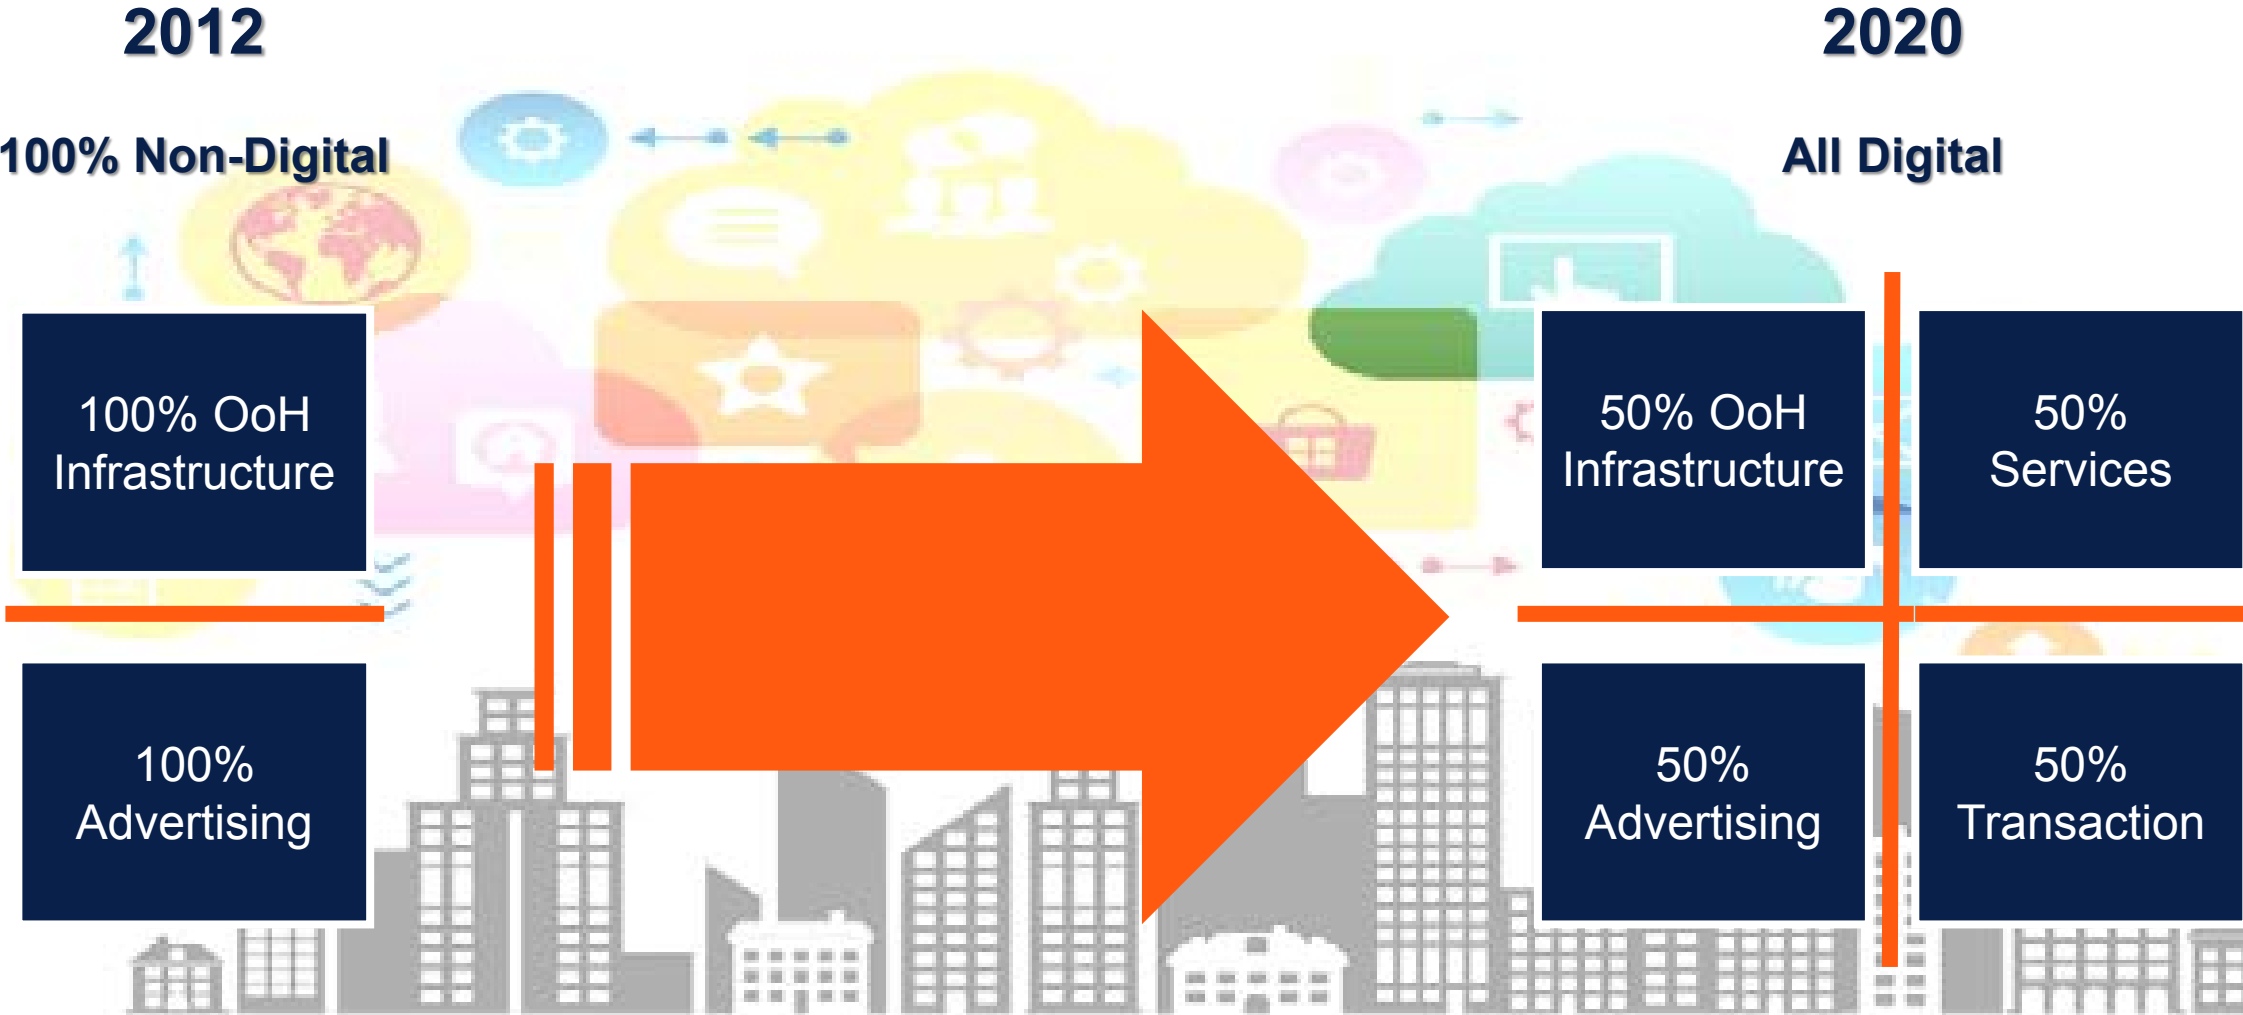 2012
2020
100% Non-Digital
All Digital
100% OoH
Infrastructure
50% OoH
Infrastructure
50%
Services
100%
Advertising
50%
Advertising
50%
Transaction